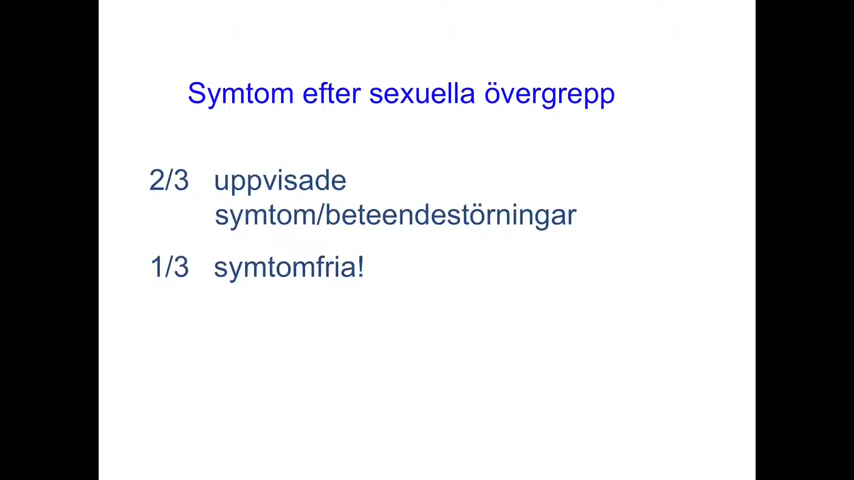 Symtom efter sexuella övergrepp
2/3 uppvisade
symtom/beteendestörningar
1/3 symtomfria!